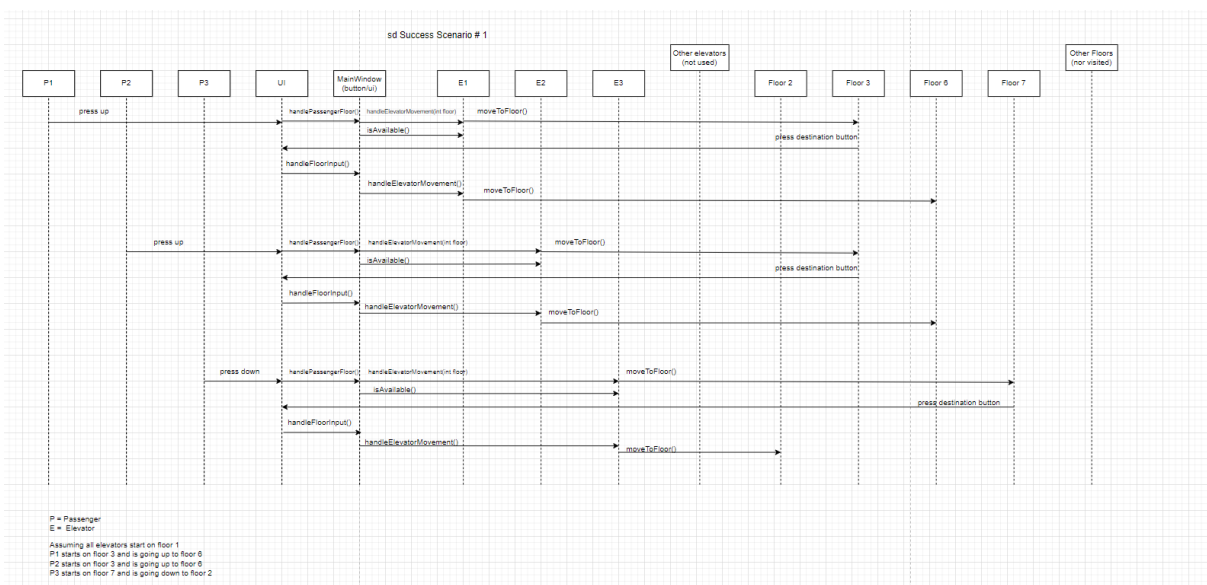 sd Success Scenario # 1
Other elevators
(not used)
Other Floors
(nor visited)
P1
P2
P3
UI
MainWindow
(button/ui)
E1
E2
E3
Floor 2
Floor 3
Floor 6
Floor 7
press up
handlePassengerFloor()
handleElevatorMovement(int floor)
moveToFloor()
isAvailable()
press destination button
handleFloorInput()
handleElevatorMovement()
moveToFloor()
press up
handlePassengerFloor()
handleElevatorMovement(int floor)
moveToFloor()
isAvailable()
press destination button
handleFloorInput()
handleElevatorMovement()
moveToFloor()
press down
handlePassengerFloor()
handleElevatorMovement(int floor)
moveToFloor()
isAvailable()
press destination button
handleFloorInput()
handleElevatorMovement()
moveToFloor()
P = Passenger
E = Elevator
Assuming all elevators start on floor 1
P1 starts on floor 3 and is going up to floor 6
P2 starts on floor 3 and is going up to floor 6
P3 starts on floor 7 and is going down to floor 2